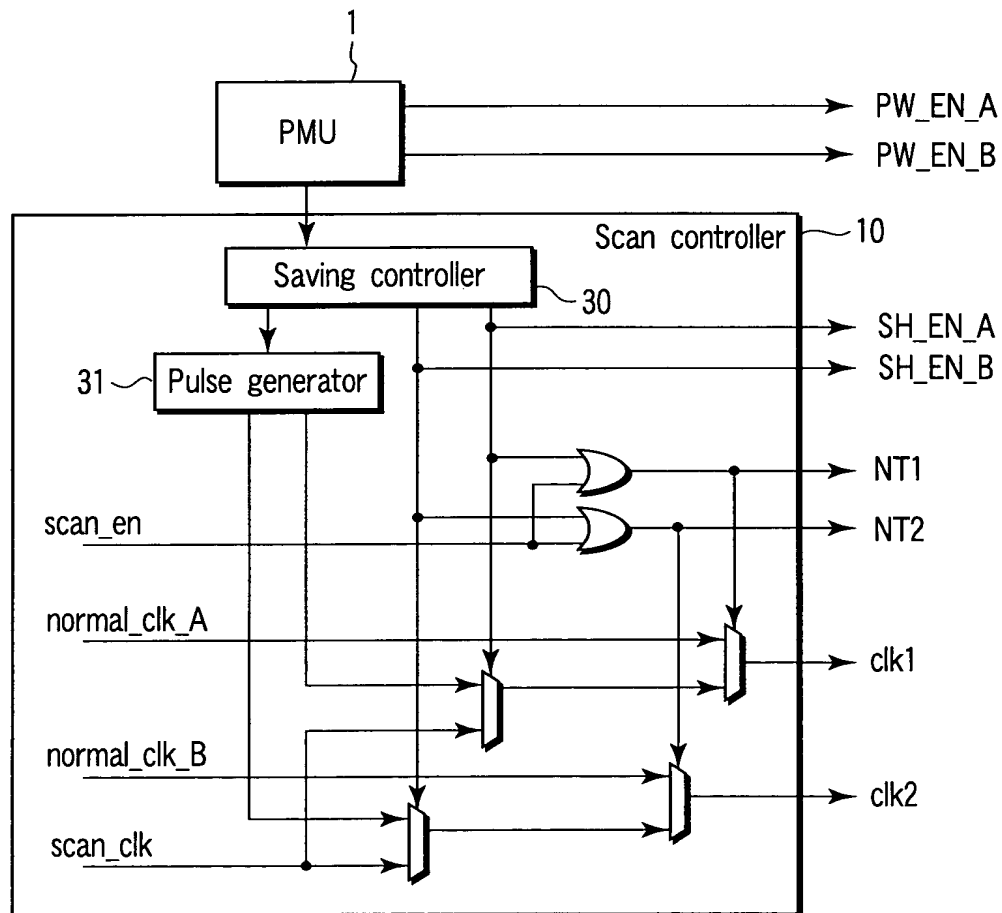 1
PMU
PW_EN_A
PW_EN_B
Scan controller
10
Saving controller
30
SH_EN_A
SH_EN_B
31
Pulse generator
NT1
scan_en
NT2
normal_clk_A
clk1
normal_clk_B
clk2
scan_clk